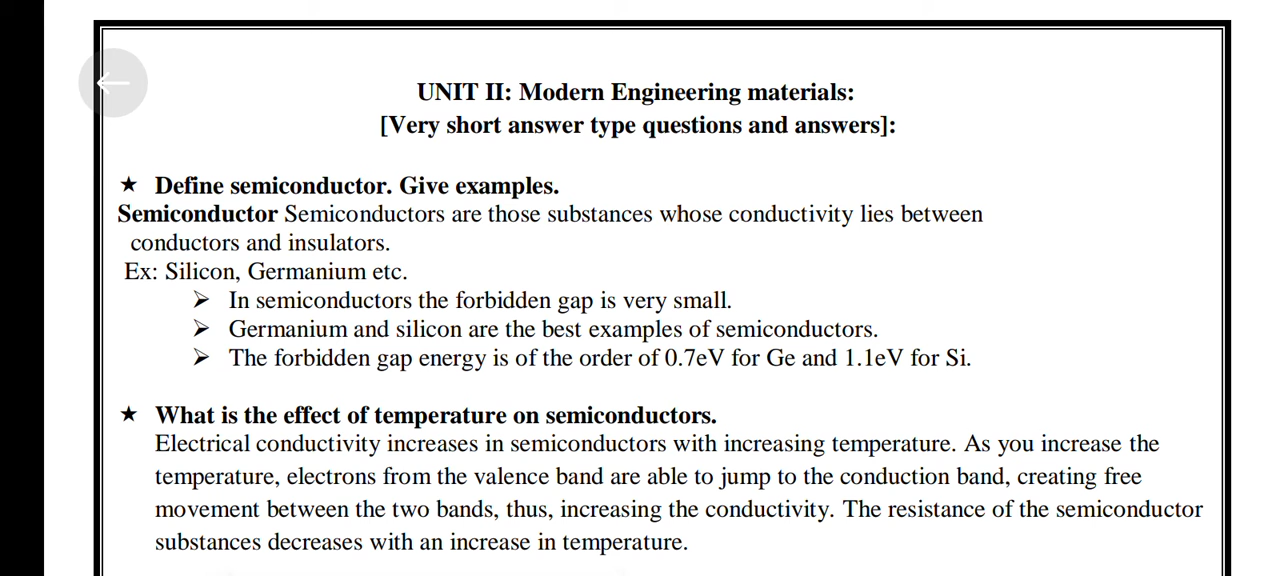 UNIT II: Modern Engineering materials:
[Very short answer type questions and answers]:
★ Define semiconductor. Give examples.
Semiconductor Semiconductors are those substances whose conductivity lies between
conductors and insulators.
Ex: Silicon, Germanium etc.
➢ In semiconductors the forbidden gap is very small.
➢ Germanium and silicon are the best examples of semiconductors.
➢ The forbidden gap energy is of the order of 0.7eV for Ge and 1.1eV for Si.
★ What is the effect of temperature on semiconductors.
Electrical conductivity increases in semiconductors with increasing temperature. As you increase the
temperature, electrons from the valence band are able to jump to the conduction band, creating free
movement between the two bands, thus, increasing the conductivity. The resistance of the semiconductor
substances decreases with an increase in temperature.